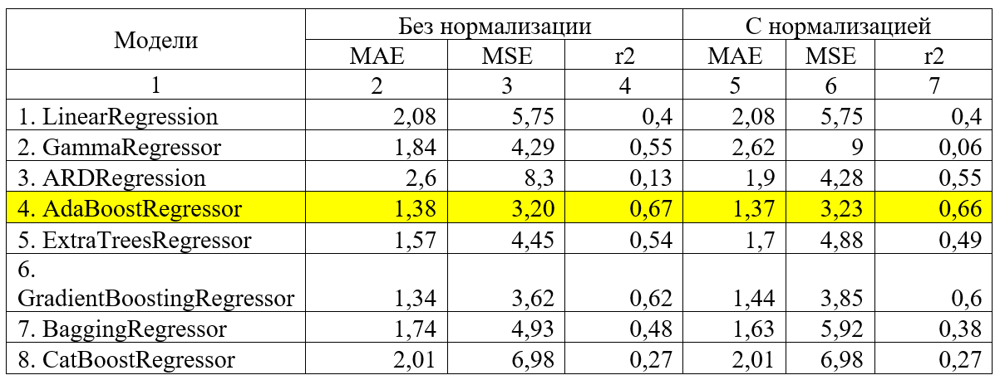 Модели Без нормализации С нормализацией
MAE MSE r2 MAE MSE r2
1 2 3 4 5 6 7
1. LinearRegression 2,08 5,75 0,4 2,08 5,75 0,4
2. GammaRegressor 1,84 4,29 0,55 2,62 9 0,06
3. ARDRegression 2,6 8,3 0,13 1,9 4,28 0,55
4. AdaBoostRegressor 1,38 3,20 0,67 1,37 3,23 0,66
5. ExtraTreesRegressor 1,57 4,45 0,54 1,7 4,88 0,49
6.
GradientBoostingRegressor 1,34 3,62 0,62 1,44 3,85 0,6
7. BaggingRegressor 1,74 4,93 0,48 1,63 5,92 0,38
8. CatBoostRegressor 2,01 6,98 0,27 2,01 6,98 0,27